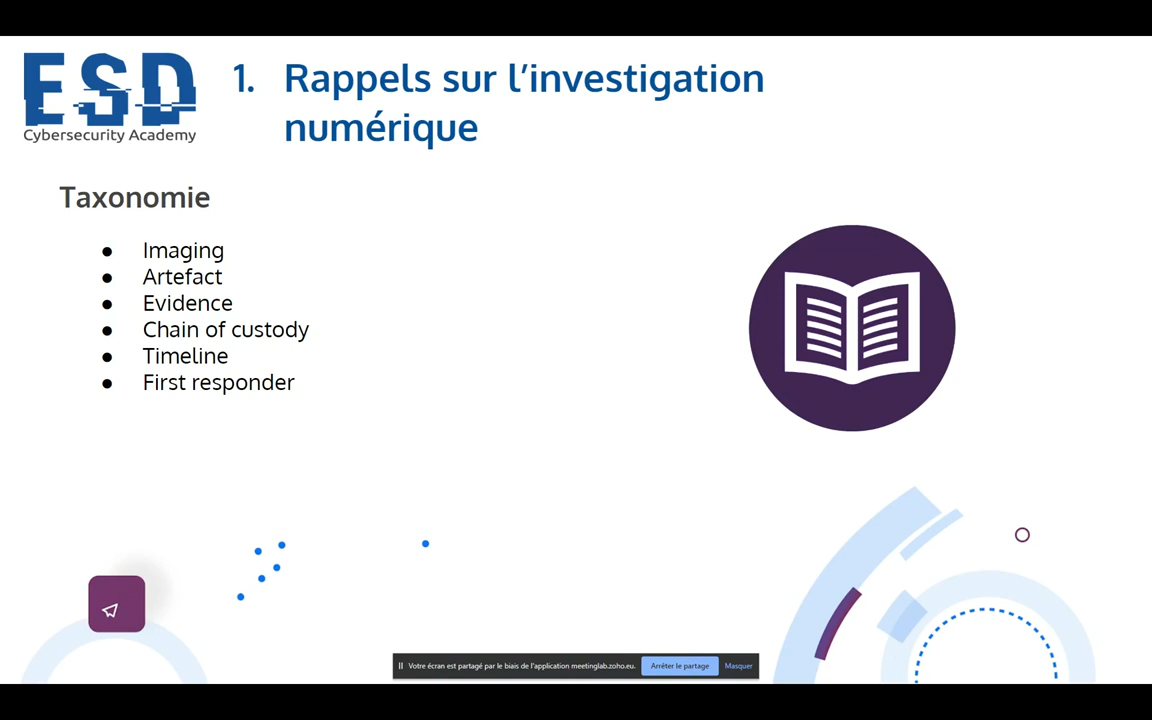 ESD
Cybersecurity Academy
1. Rappels sur l’investigation
numérique
Taxonomie
● Imaging
● Artefact
● Evidence
● Chain of custody
● Timeline
● First responder
Votre écran est partagé par le biais de l'application meetinglab.zoho.eu. Arrêter le partage Masquer